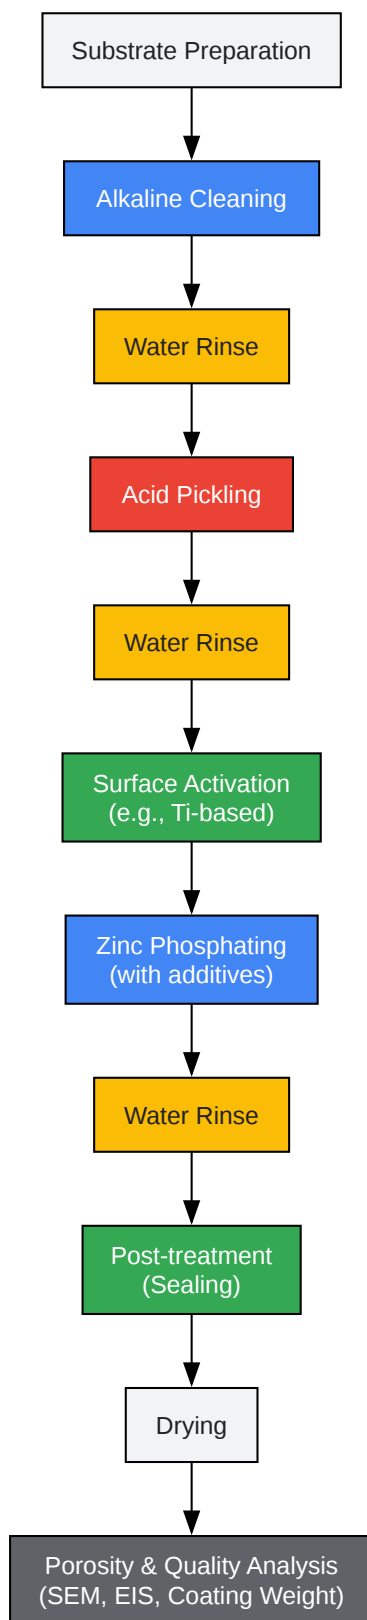 Substrate Preparation
Alkaline Cleaning
Water Rinse
Acid Pickling
Water Rinse
Surface Activation
(e.g., Ti-based)
Zinc Phosphating
(with additives)
Water Rinse
Post-treatment
(Sealing)
Drying
Porosity & Quality Analysis
(SEM, EIS, Coating Weight)